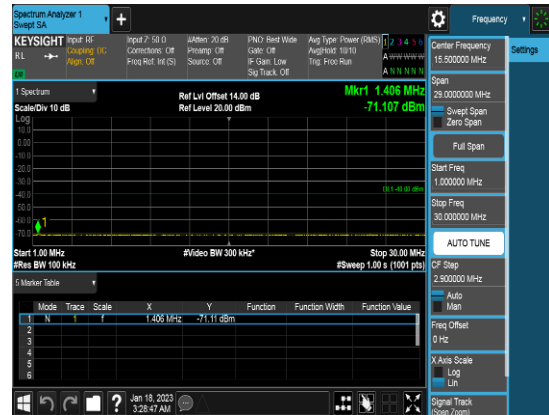 Spectrum Analyzer 1
Swept SA
+
Frequency
KEYSIGHT Input: RF Input Z: 50 Ω #Atten: 20 dB PNO: Best Wide Avg Type: Power (RMS) 1 2 3 4 5 6
RL Coupling: DC Corrections: Off Preamp: Off Gate: Off Avg|Hold: 10/10 A W W W W W
Align: Off Freq Ref: Int (S) Source: Off IF Gain: Low Trig: Free Run
Sig Track: Off A N N N N N
1 Spectrum
Ref Lvl Offset 14.00 dB Mkr1 1.406 MHz
Scale/Div 10 dB Ref Level 20.00 dBm -71.107 dBm
Log
10.0
0.00
-10.0
-20.0
-30.0
-40.0
DL1 -40.00 dBm
-50.0
-60.0
1
-70.0
Start 1.00 MHz #Video BW 300 kHz* Stop 30.00 MHz
#Res BW 100 kHz #Sweep 1.00 s (1001 pts)
5 Marker Table
Mode Trace Scale X Y Function Function Width Function Value
1 N 1 f 1.406 MHz -71.11 dBm
2
3
4
5
6
? Jan 18, 2023
3:28:47 AM
Center Frequency
15.500000 MHz
Settings
Span
29.0000000 MHz
Swept Span
Zero Span
Full Span
Start Freq
1.000000 MHz
Stop Freq
30.000000 MHz
AUTO TUNE
CF Step
2.900000 MHz
Auto
Man
Freq Offset
0 Hz
X Axis Scale
Log
Lin
Signal Track
(Span Zoom)